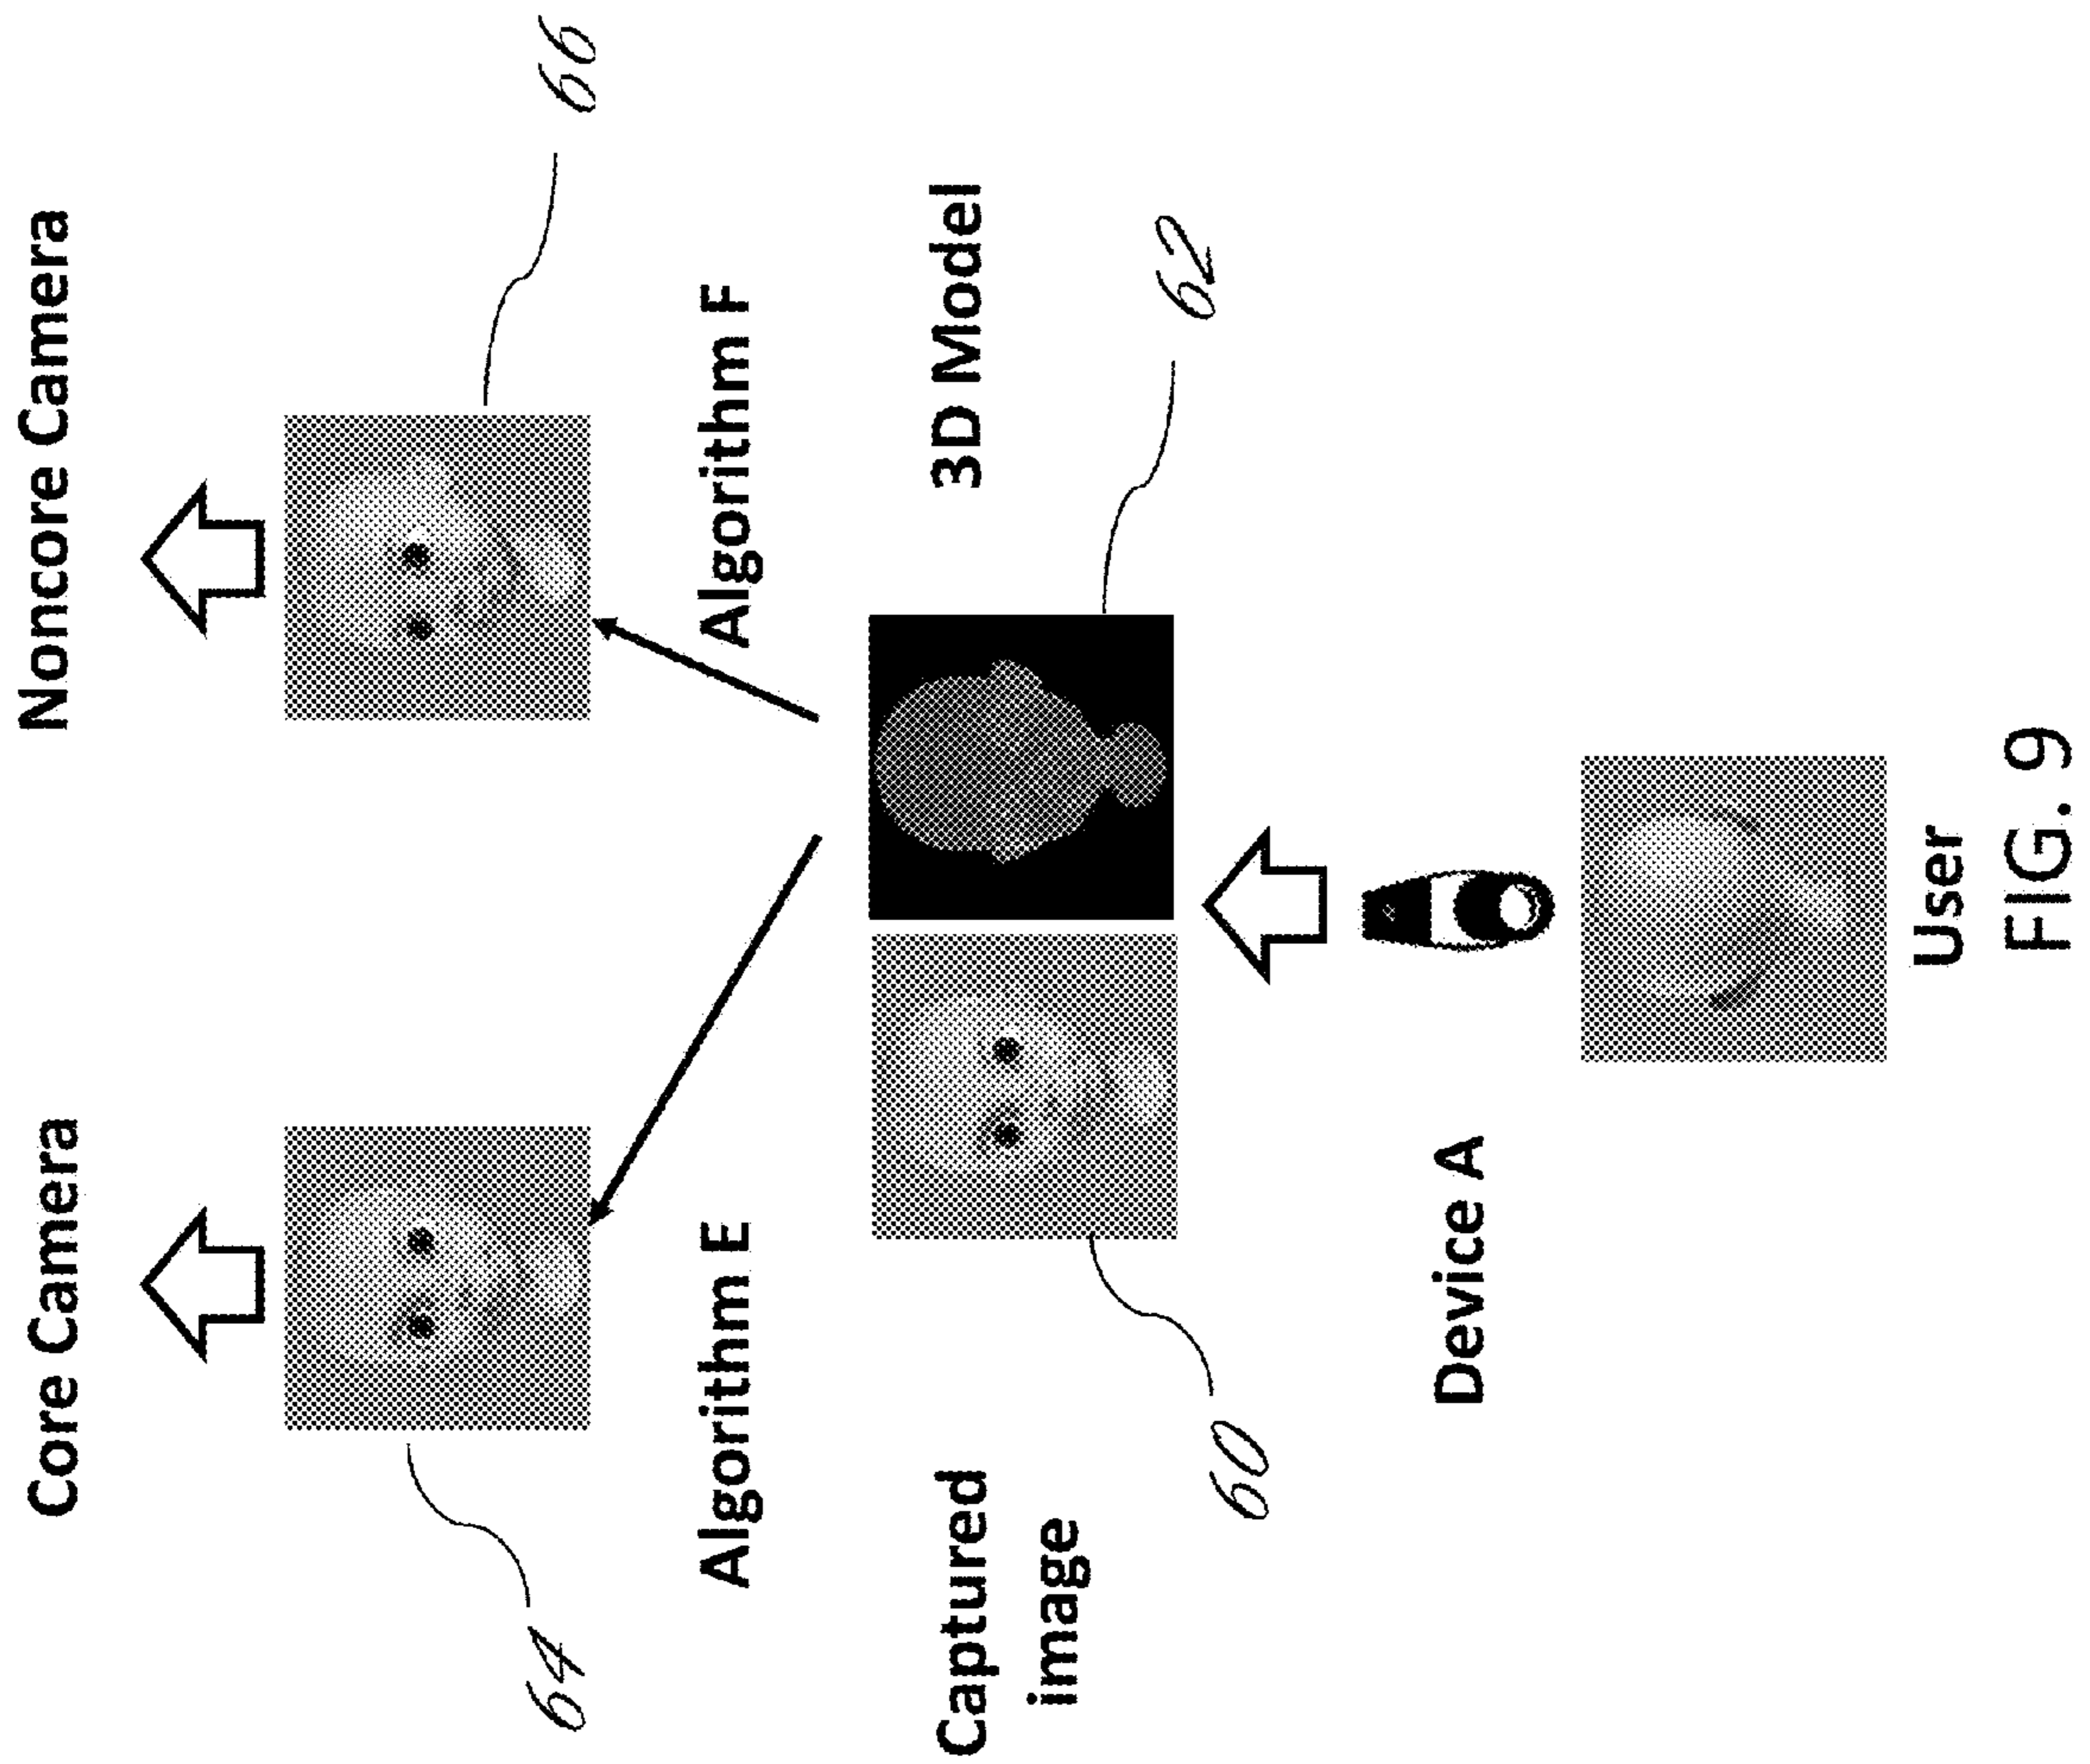 Core Camera
Noncore Camera
64
66
Algorithm E
Algorithm F
Captured
image
3D Model
60
62
Device A
User
FIG. 9